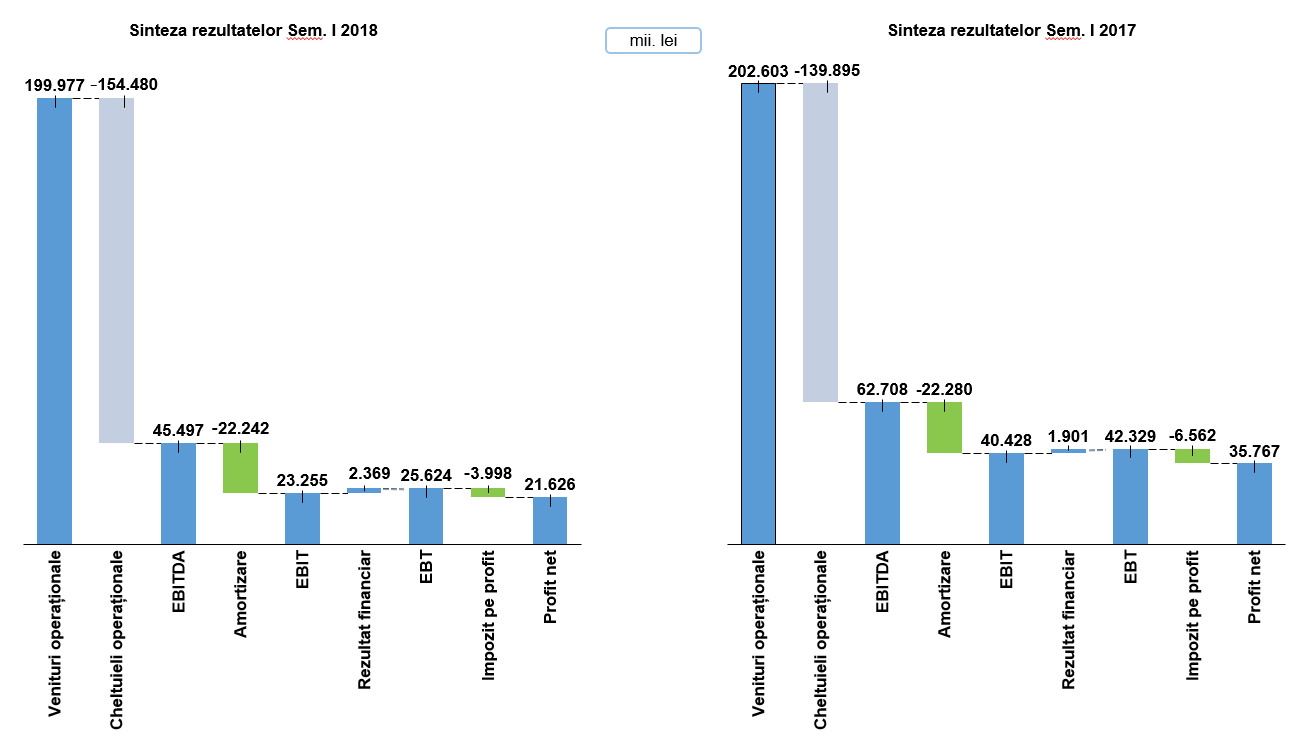 Sinteza rezultatelor Sem. I 2018
mii. lei
Sinteza rezultatelor Sem. I 2017
199.977
-154.480
45.497
-22.242
23.255
2.369
25.624
-3.998
21.626
Venituri operaționale
Cheltuieli operaționale
EBITDA
Amortizare
EBIT
Rezultat financiar
EBT
Impozit pe profit
Profit net
202.603
-139.895
62.708
-22.280
40.428
1.901
42.329
-6.562
35.767
Venituri operaționale
Cheltuieli operaționale
EBITDA
Amortizare
EBIT
Rezultat financiar
EBT
Impozit pe profit
Profit net